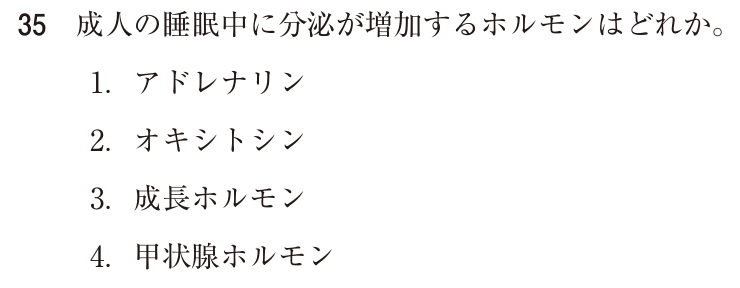 35 成人の睡眠中に分泌が増加するホルモンはどれか。
1. アドレナリン
2. オキシトシン
3. 成長ホルモン
4. 甲状腺ホルモン